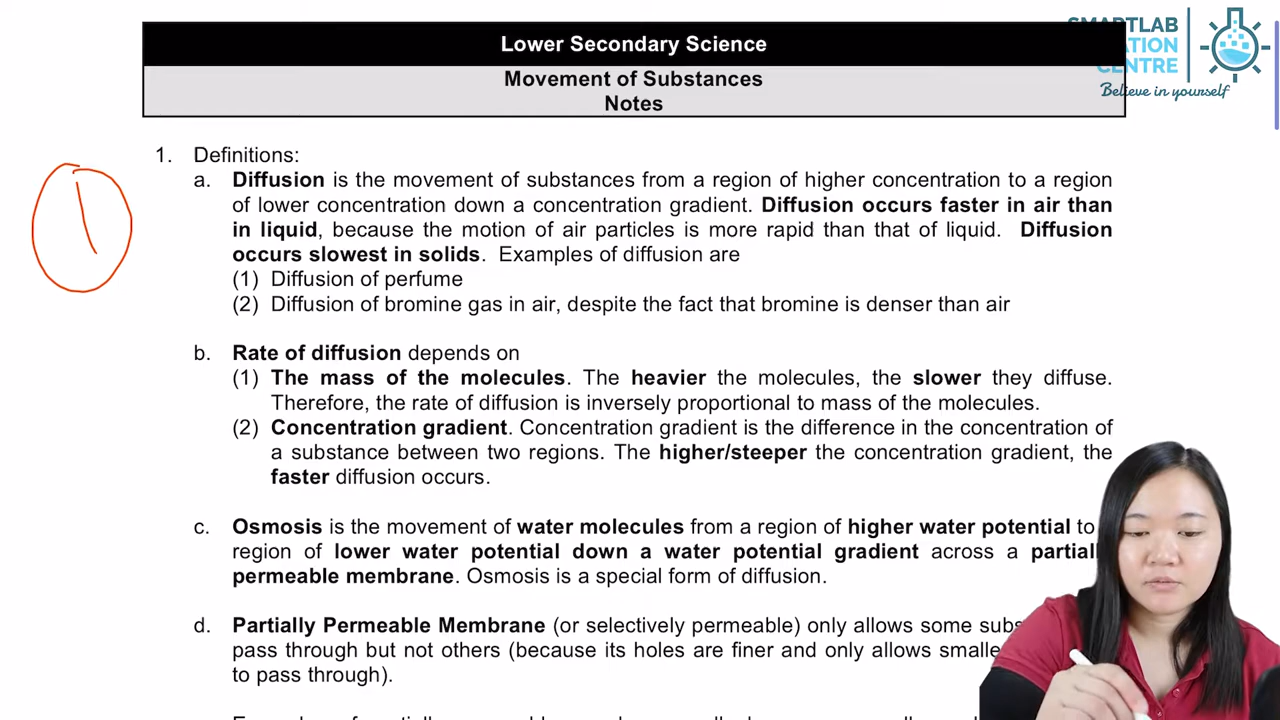 SMARTLAB
Lower Secondary Science
CENTRE
Believe in yourself
Movement of Substances
Notes
1. Definitions:
a. Diffusion is the movement of substances from a region of higher concentration to a region
of lower concentration down a concentration gradient. Diffusion occurs faster in air than
in liquid, because the motion of air particles is more rapid than that of liquid. Diffusion
occurs slowest in solids. Examples of diffusion are
(1) Diffusion of perfume
(2) Diffusion of bromine gas in air, despite the fact that bromine is denser than air
b. Rate of diffusion depends on
(1) The mass of the molecules. The heavier the molecules, the slower they diffuse.
Therefore, the rate of diffusion is inversely proportional to mass of the molecules.
(2) Concentration gradient. Concentration gradient is the difference in the concentration of
a substance between two regions. The higher/steeper the concentration gradient, the
faster diffusion occurs.
c. Osmosis is the movement of water molecules from a region of higher water potential to
region of lower water potential down a water potential gradient across a
permeable membrane. Osmosis is a special form of diffusion.
d. Partially Permeable Membrane (or selectively permeable) only allows some
pass through but not others (because its holes are finer and only allows
to pass through).